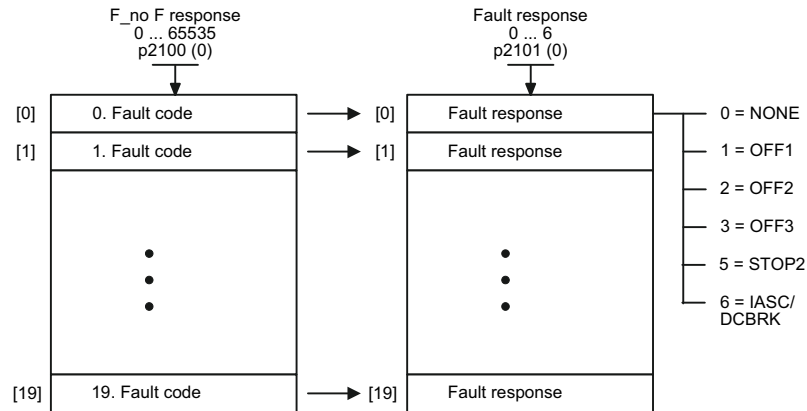 F_no F response
0 ... 65535
p2100 (0)
Fault response
0 ... 6
p2101 (0)
[0] 0. Fault code [0] Fault response 0 = NONE
[1] 1. Fault code [1] Fault response 1 = OFF1
2 = OFF2
3 = OFF3
5 = STOP2
6 = IASC/
DCBRK
[19] 19. Fault code [19] Fault response